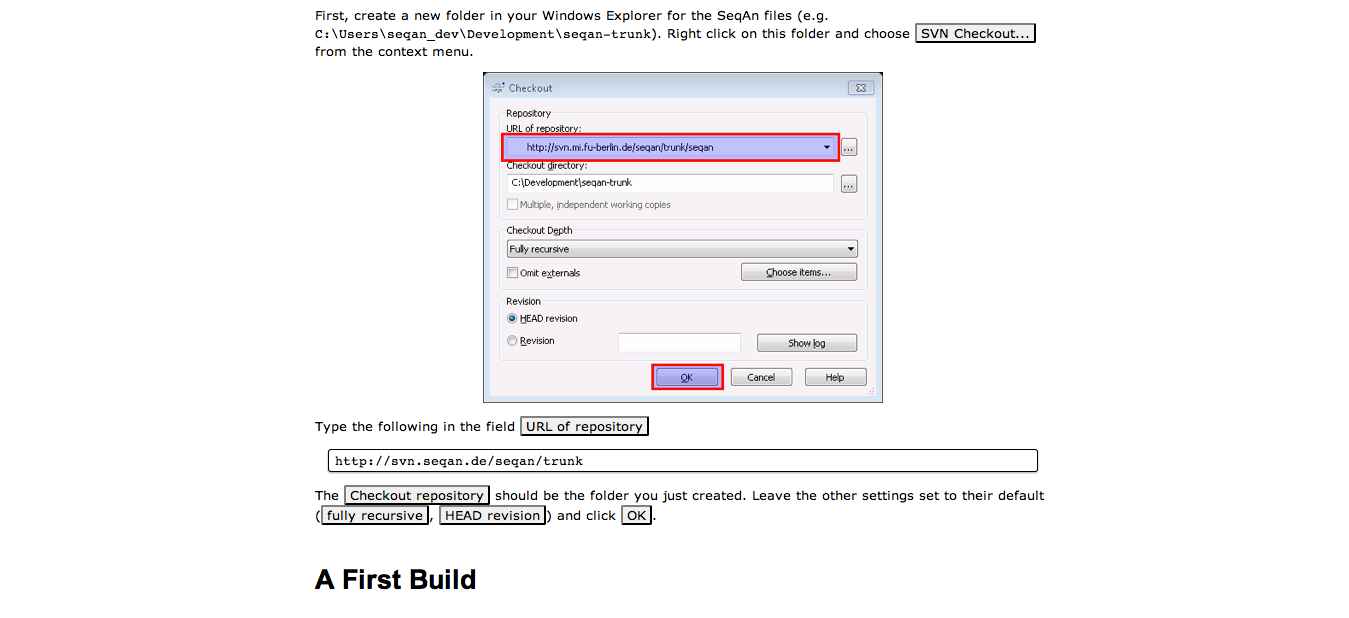 First, create a new folder in your Windows Explorer for the SeqAn files (e.g.
C:\Users\seqan_dev\Development\seqan-trunk). Right click on this folder and choose SVN Checkout...
from the context menu.
Checkout
Repository
URL of repository:
http://svn.mi.fu-berlin.de/seqan/trunk/seqan
...
Checkout directory:
C:\Development\seqan-trunk
...
Multiple, independent working copies
Checkout Depth
Fully recursive
Omit externals
Choose items...
Revision
HEAD revision
Revision
Show log
OK Cancel Help
Type the following in the field URL of repository
http://svn.seqan.de/seqan/trunk
The Checkout repository should be the folder you just created. Leave the other settings set to their default
(fully recursive, HEAD revision) and click OK.
A First Build